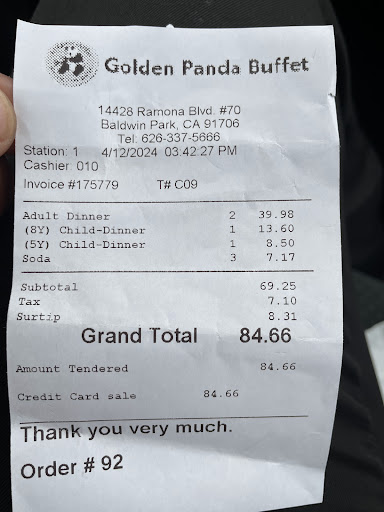 Golden Panda Buffet
14428 Ramona Blvd. #70
Baldwin Park, CA 91706
Tel: 626-337-5666
Station: 1 4/12/2024 03:42:27 PM
Cashier: 010
Invoice #175779 T# C09
Adult Dinner 2 39.98
(8Y) Child-Dinner 1 13.60
(5Y) Child-Dinner 1 8.50
Soda 3 7.17
Subtotal 69.25
Tax 7.10
Surtip 8.31
Grand Total 84.66
Amount Tendered 84.66
Credit Card sale 84.66
Thank you very much.
Order # 92